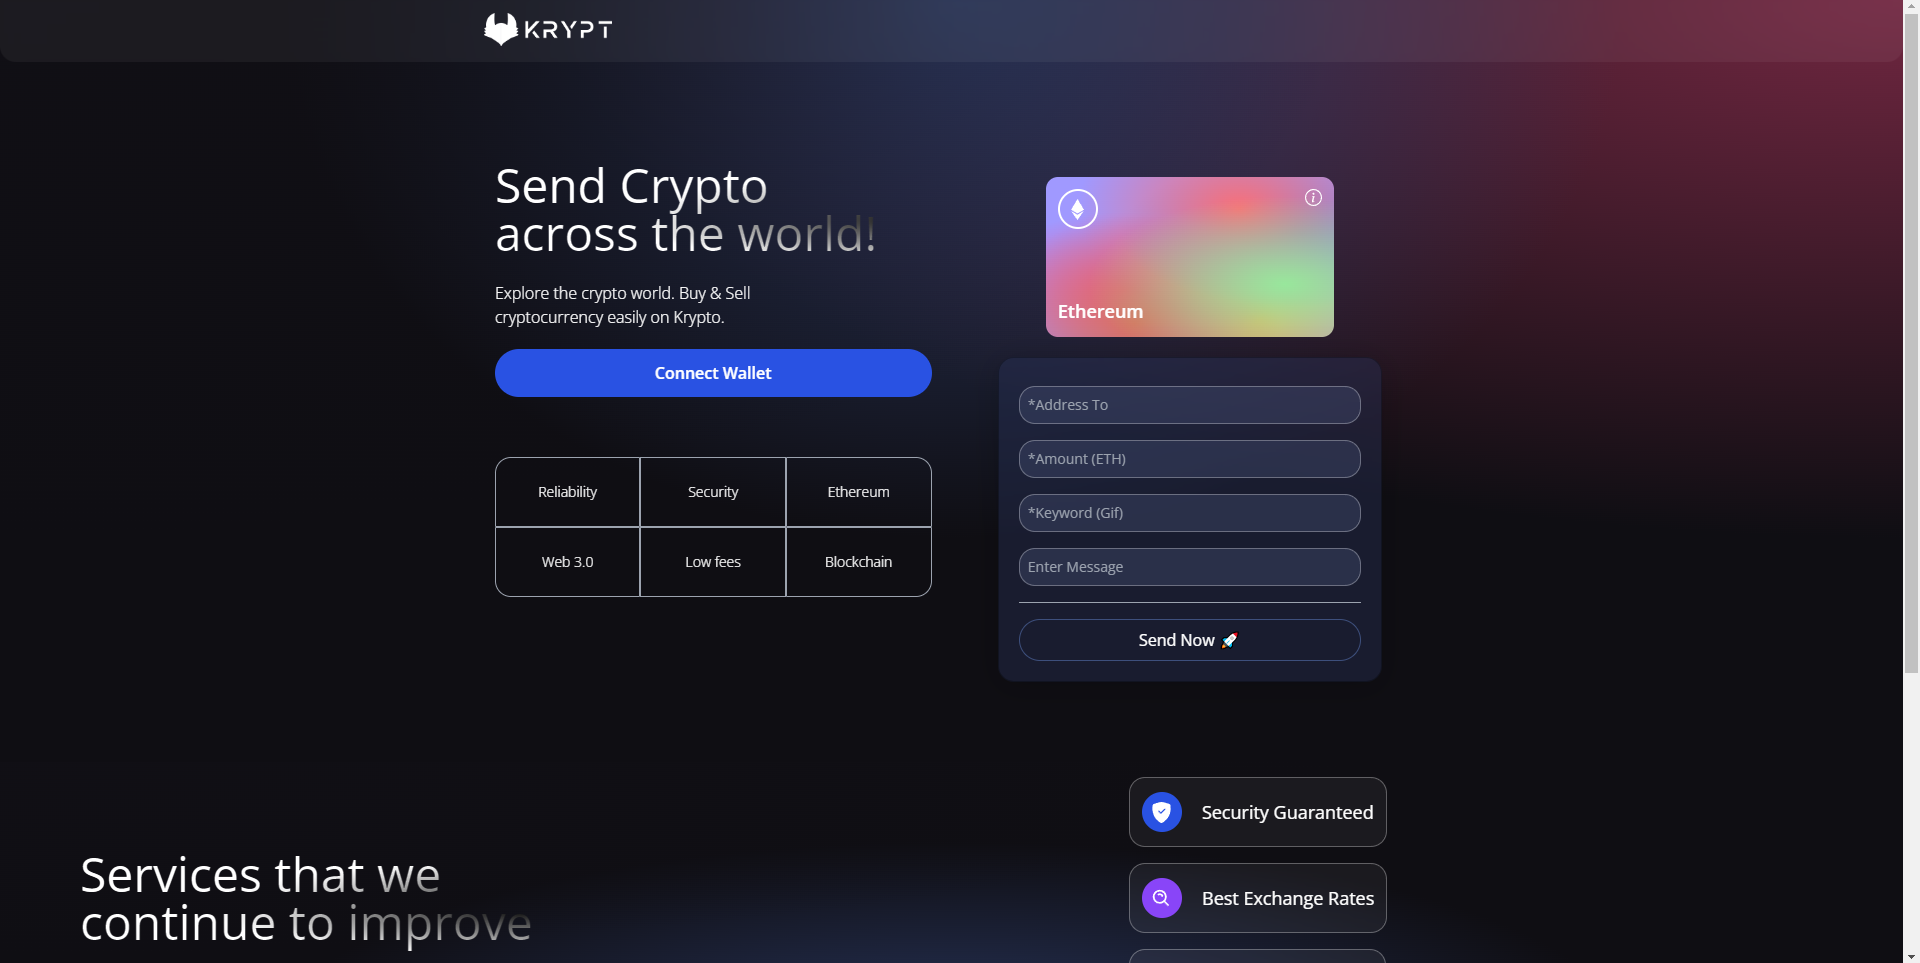 KRYPT
Send Crypto
across the world!
Explore the crypto world. Buy & Sell
cryptocurrency easily on Krypto.
Connect Wallet
Reliability
Security
Ethereum
Web 3.0
Low fees
Blockchain
Ethereum
*Address To
*Amount (ETH)
*Keyword (Gif)
Enter Message
Send Now 🚀
Services that we
continue to improve
Security Guaranteed
Best Exchange Rates